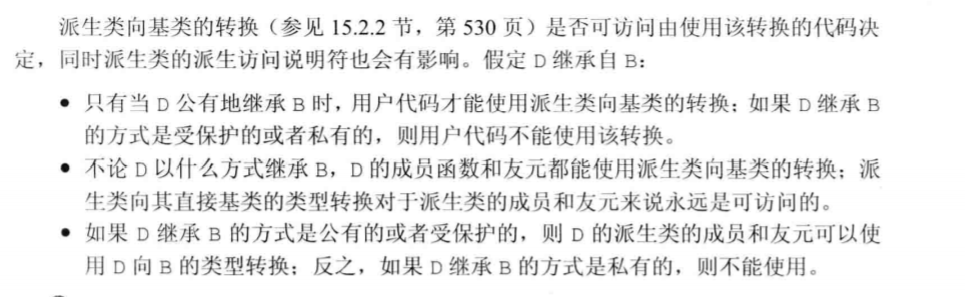 派生类向基类的转换（参见 15.2.2 节，第 530 页）是否可访问由使用该转换的代码决
定，同时派生类的派生访问说明符也会有影响。假定 D 继承自 B：
● 只有当 D 公有地继承 B 时，用户代码才能使用派生类向基类的转换；如果 D 继承 B
的方式是受保护的或者私有的，则用户代码不能使用该转换。
● 不论 D 以什么方式继承 B，D 的成员函数和友元都能使用派生类向基类的转换；派
生类向其直接基类的类型转换对于派生类的成员和友元来说永远是可访问的。
● 如果 D 继承 B 的方式是公有的或者受保护的，则 D 的派生类的成员和友元可以使
用 D 向 B 的类型转换；反之，如果 D 继承 B 的方式是私有的，则不能使用。